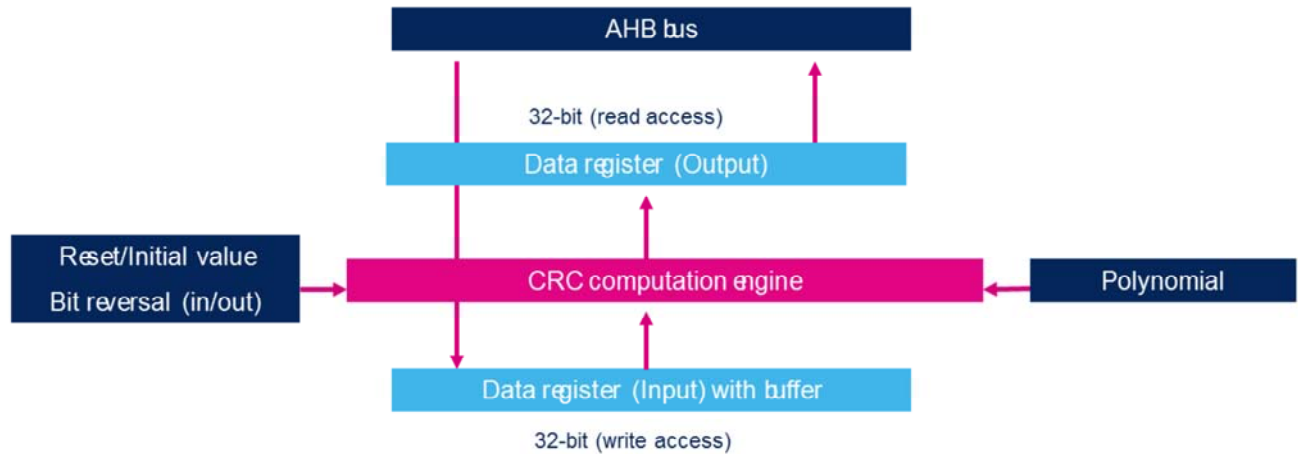 AHB bus
32-bit (read access)
Data register (Output)
Reset/Initial value
Bit reversal (in/out)
CRC computation engine
Polynomial
Data register (Input) with buffer
32-bit (write access)